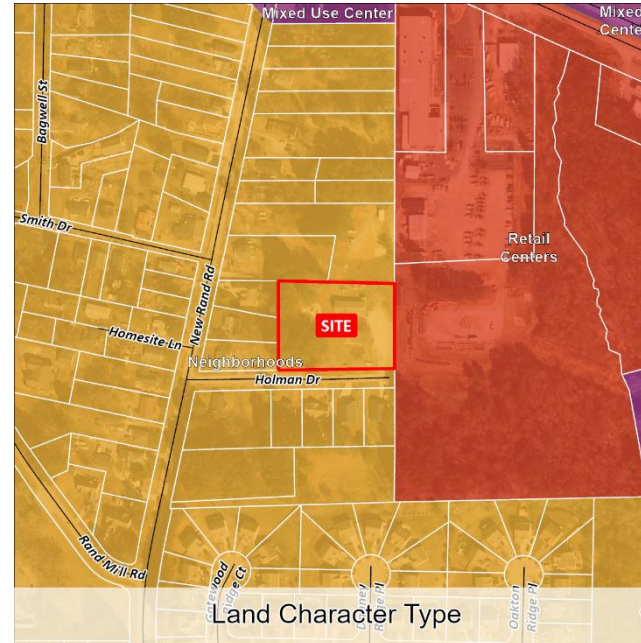 Mixed Use Center
Mixed
Cente
Bagwell St
Smith Dr
New Rand Rd
Retail
Centers
SITE
Homesite Ln
Neighborhoods
Holman Dr
Rand Mill Rd
Ridge Ct
Ridge Pl
Oakton
Ridge Pl
Land Character Type